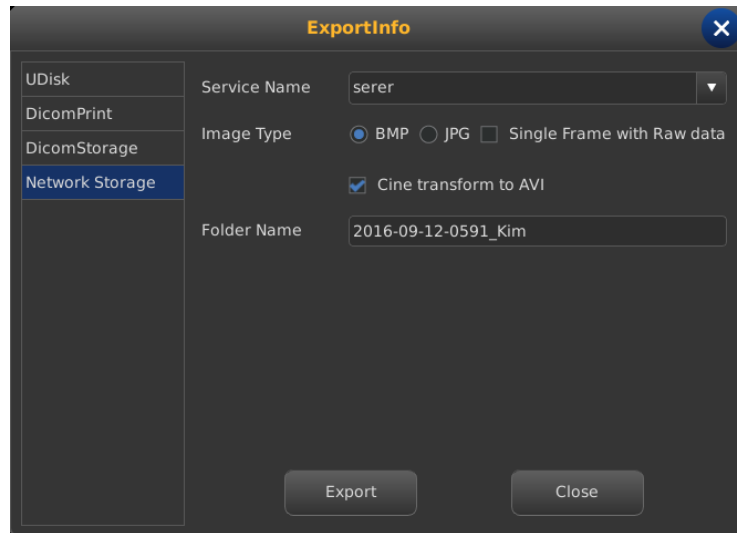 ExportInfo
UDisk
DicomPrint
DicomStorage
Network Storage
Service Name serer
Image Type BMP JPG Single Frame with Raw data
Cine transform to AVI
Folder Name 2016-09-12-0591_Kim
Export Close